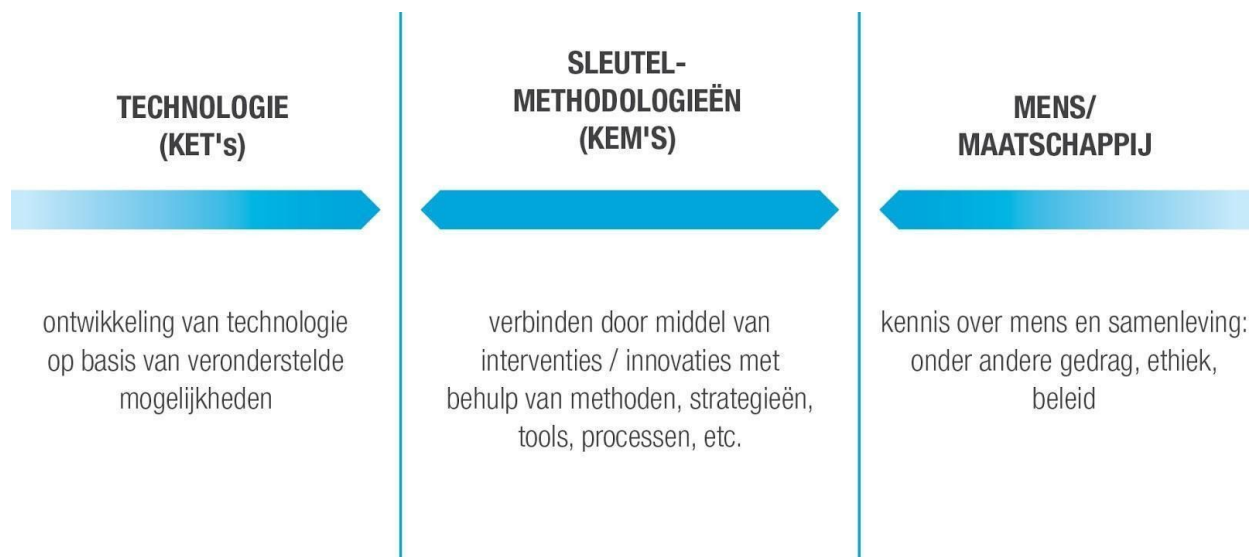 TECHNOLOGIE
(KET's)
ontwikkeling van technologie
op basis van veronderstelde
mogelijkheden
SLEUTEL-
METHODOLOGIEËN
(KEM'S)
verbinden door middel van
interventies / innovaties met
behulp van methoden, strategieën,
tools, processen, etc.
MENS/
MAATSCHAPPIJ
kennis over mens en samenleving:
onder andere gedrag, ethiek,
beleid